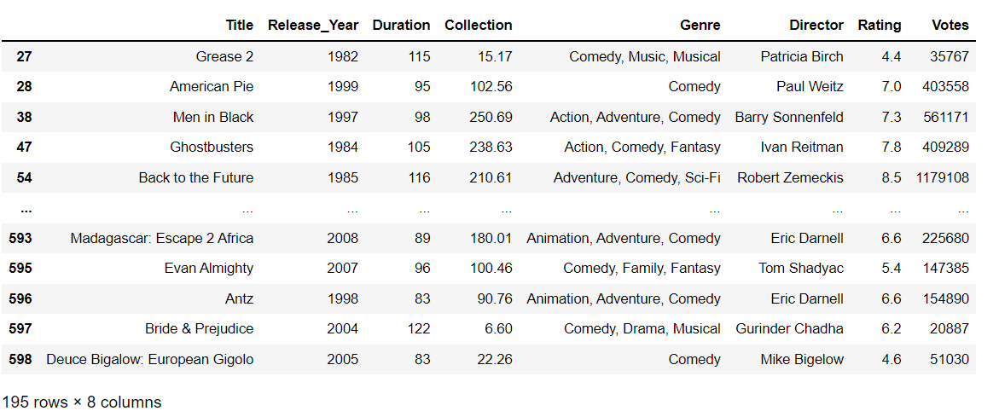 Title Release_Year Duration Collection Genre Director Rating Votes
27 Grease 2 1982 115 15.17 Comedy, Music, Musical Patricia Birch 4.4 35767
28 American Pie 1999 95 102.56 Comedy Paul Weitz 7.0 403558
38 Men in Black 1997 98 250.69 Action, Adventure, Comedy Barry Sonnenfeld 7.3 561171
47 Ghostbusters 1984 105 238.63 Action, Comedy, Fantasy Ivan Reitman 7.8 409289
54 Back to the Future 1985 116 210.61 Adventure, Comedy, Sci-Fi Robert Zemeckis 8.5 1179108
... ... ... ... ... ... ... ... ...
593 Madagascar: Escape 2 Africa 2008 89 180.01 Animation, Adventure, Comedy Eric Darnell 6.6 225680
595 Evan Almighty 2007 96 100.46 Comedy, Family, Fantasy Tom Shadyac 5.4 147385
596 Antz 1998 83 90.76 Animation, Adventure, Comedy Eric Darnell 6.6 154890
597 Bride & Prejudice 2004 122 6.60 Comedy, Drama, Musical Gurinder Chadha 6.2 20887
598 Deuce Bigalow: European Gigolo 2005 83 22.26 Comedy Mike Bigelow 4.6 51030
195 rows × 8 columns